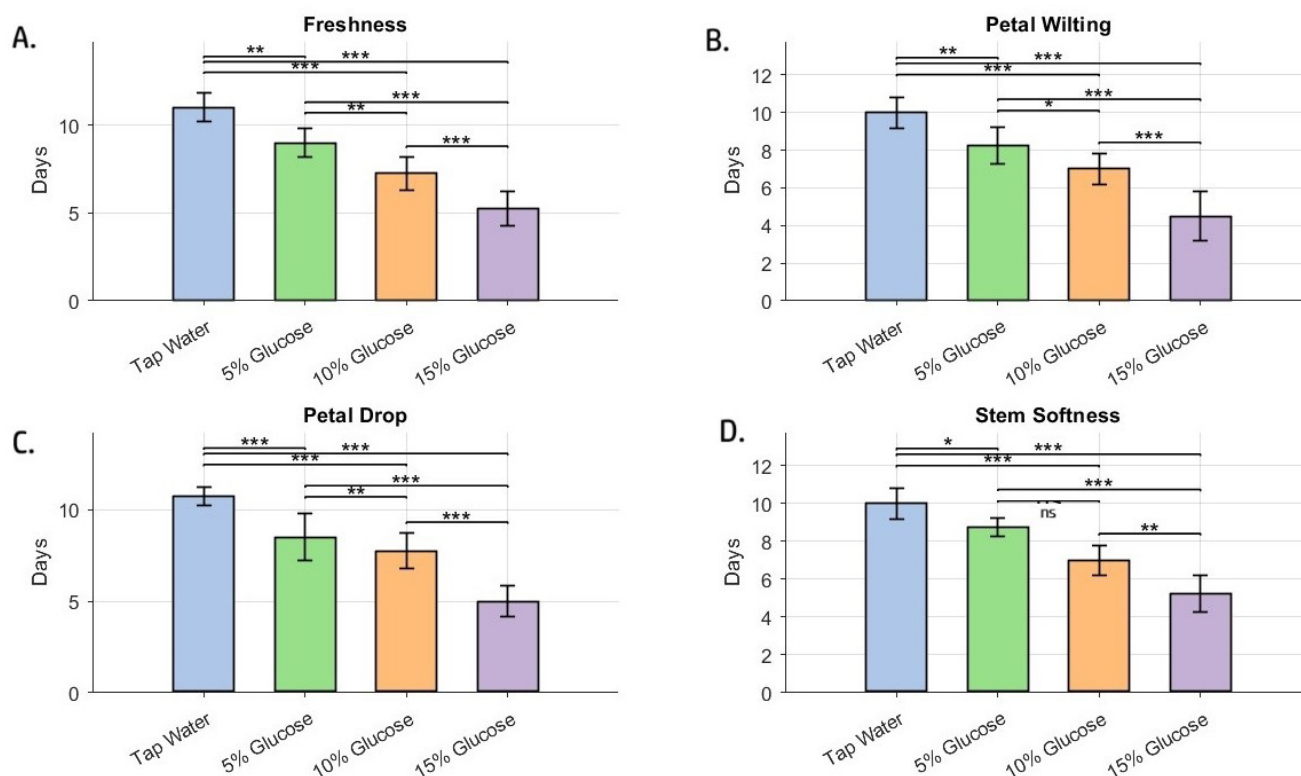 A.
Freshness
**
***
***
***
**
***
10
5
0
Days
Tap Water
5% Glucose
10% Glucose
15% Glucose
B.
Petal Wilting
**
***
***
***
*
***
12
10
8
6
4
2
0
Days
Tap Water
5% Glucose
10% Glucose
15% Glucose
C.
Petal Drop
***
***
***
***
**
***
10
5
0
Days
Tap Water
5% Glucose
10% Glucose
15% Glucose
D.
Stem Softness
*
***
***
***
ns
**
12
10
8
6
4
2
0
Days
Tap Water
5% Glucose
10% Glucose
15% Glucose